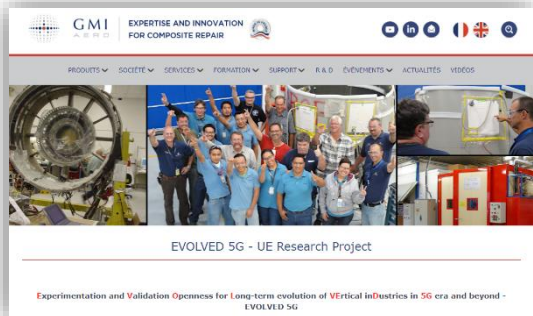 GMI
AERO
EXPERTISE AND INNOVATION
FOR COMPOSITE REPAIR
PRODUITS SOCIÉTÉ SERVICES FORMATION SUPPORT R & D ÉVÉNEMENTS ACTUALITÉS VIDÉOS
EVOLVED 5G - UE Research Project
Experimentation and Validation Openness for Long-term evolution of VErtical inDustries in 5G era and beyond -
EVOLVED 5G